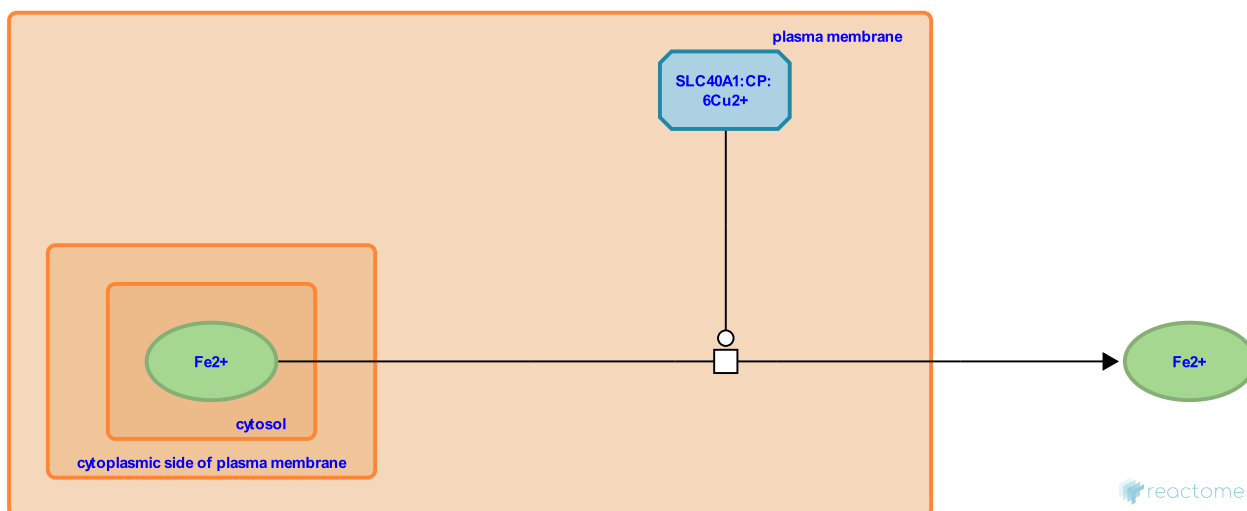 plasma membrane
SLC40A1:CP:
6Cu2+
Fe2+
Fe2+
cytosol
cytoplasmic side of plasma membrane
reactome